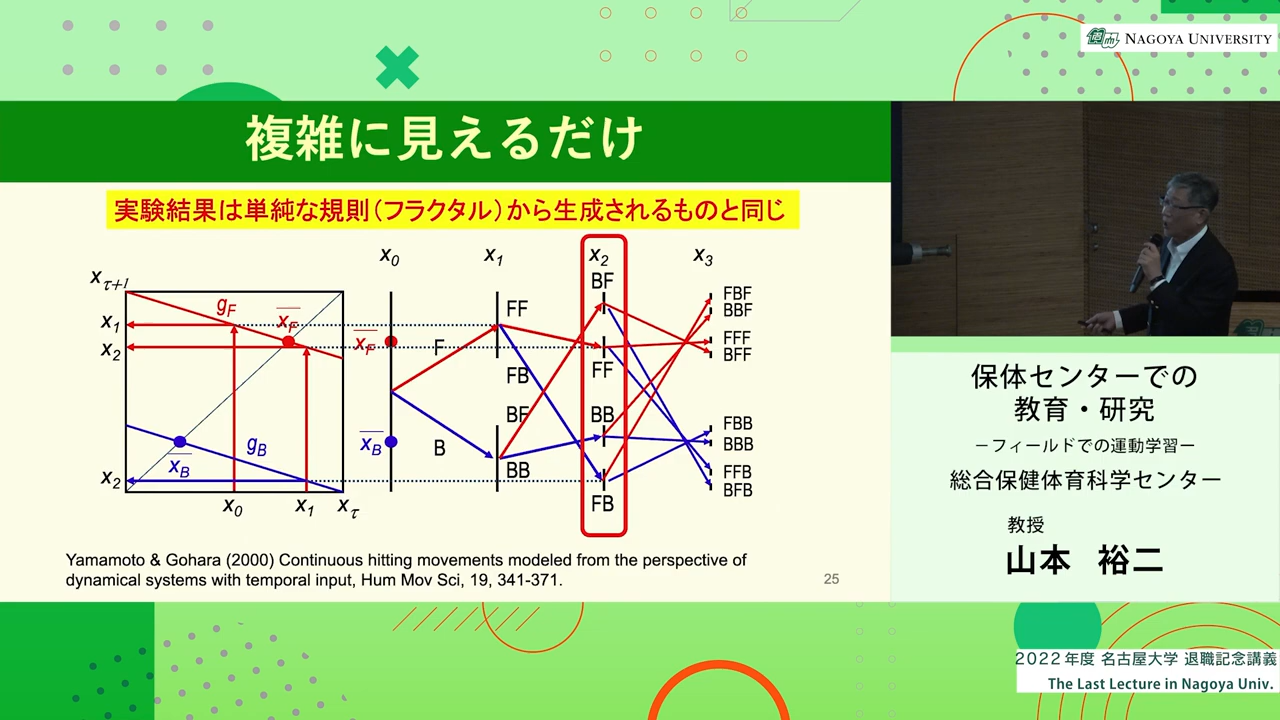 NAGOYA UNIVERSITY
複雑に見えるだけ
実験結果は単純な規則(フラクタル)から生成されるものと同じ
x0 x1 x2 x3
xτ+1
x1
x2
x2
gF
xF
gB
xB
x0 x1 xτ
xF
xB
F
B
FF
FB
BF
BB
BF
FF
BB
FB
FBF
BBF
FFF
BFF
FBB
BBB
FFB
BFB
Yamamoto & Gohara (2000) Continuous hitting movements modeled from the perspective of
dynamical systems with temporal input, Hum Mov Sci, 19, 341-371.
25
保体センターでの
教育・研究
－フィールドでの運動学習－
総合保健体育科学センター
教授
山本 裕二
2022年度 名古屋大学 退職記念講義
The Last Lecture in Nagoya Univ.